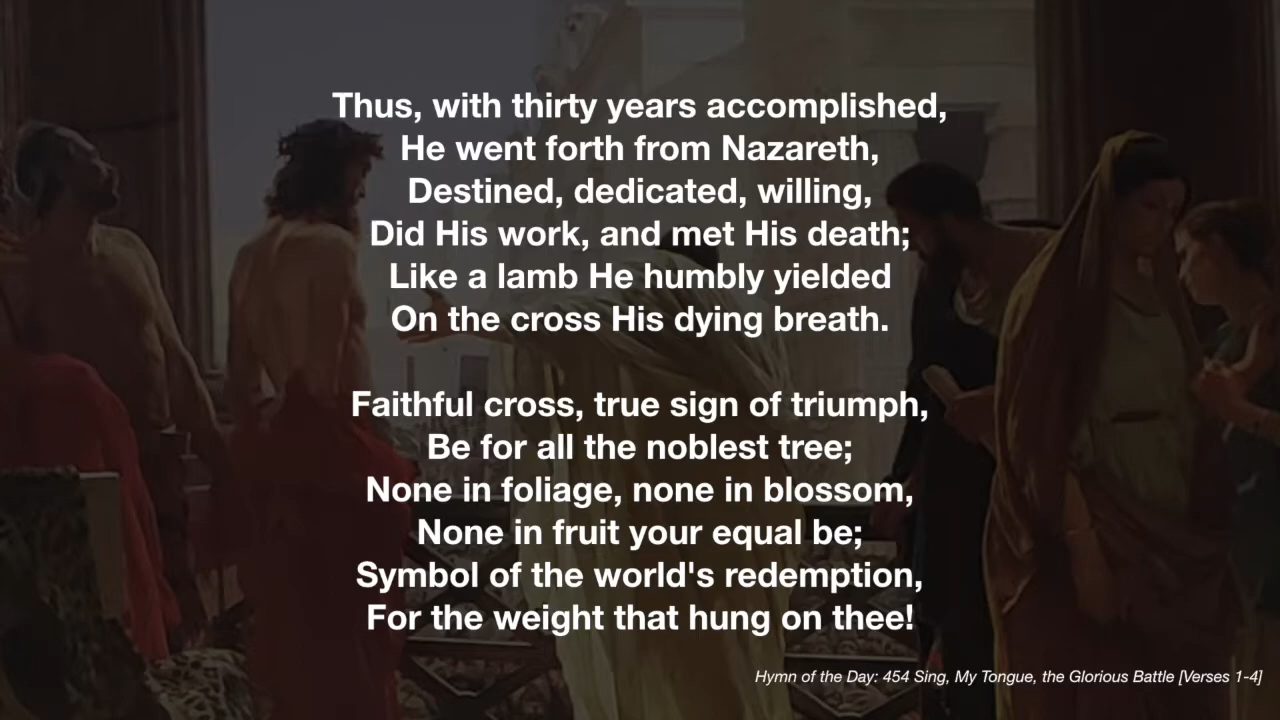 Thus, with thirty years accomplished,
He went forth from Nazareth,
Destined, dedicated, willing,
Did His work, and met His death;
Like a lamb He humbly yielded
On the cross His dying breath.
Faithful cross, true sign of triumph,
Be for all the noblest tree;
None in foliage, none in blossom,
None in fruit your equal be;
Symbol of the world's redemption,
For the weight that hung on thee!
Hymn of the Day: 454 Sing, My Tongue, the Glorious Battle [Verses 1-4]